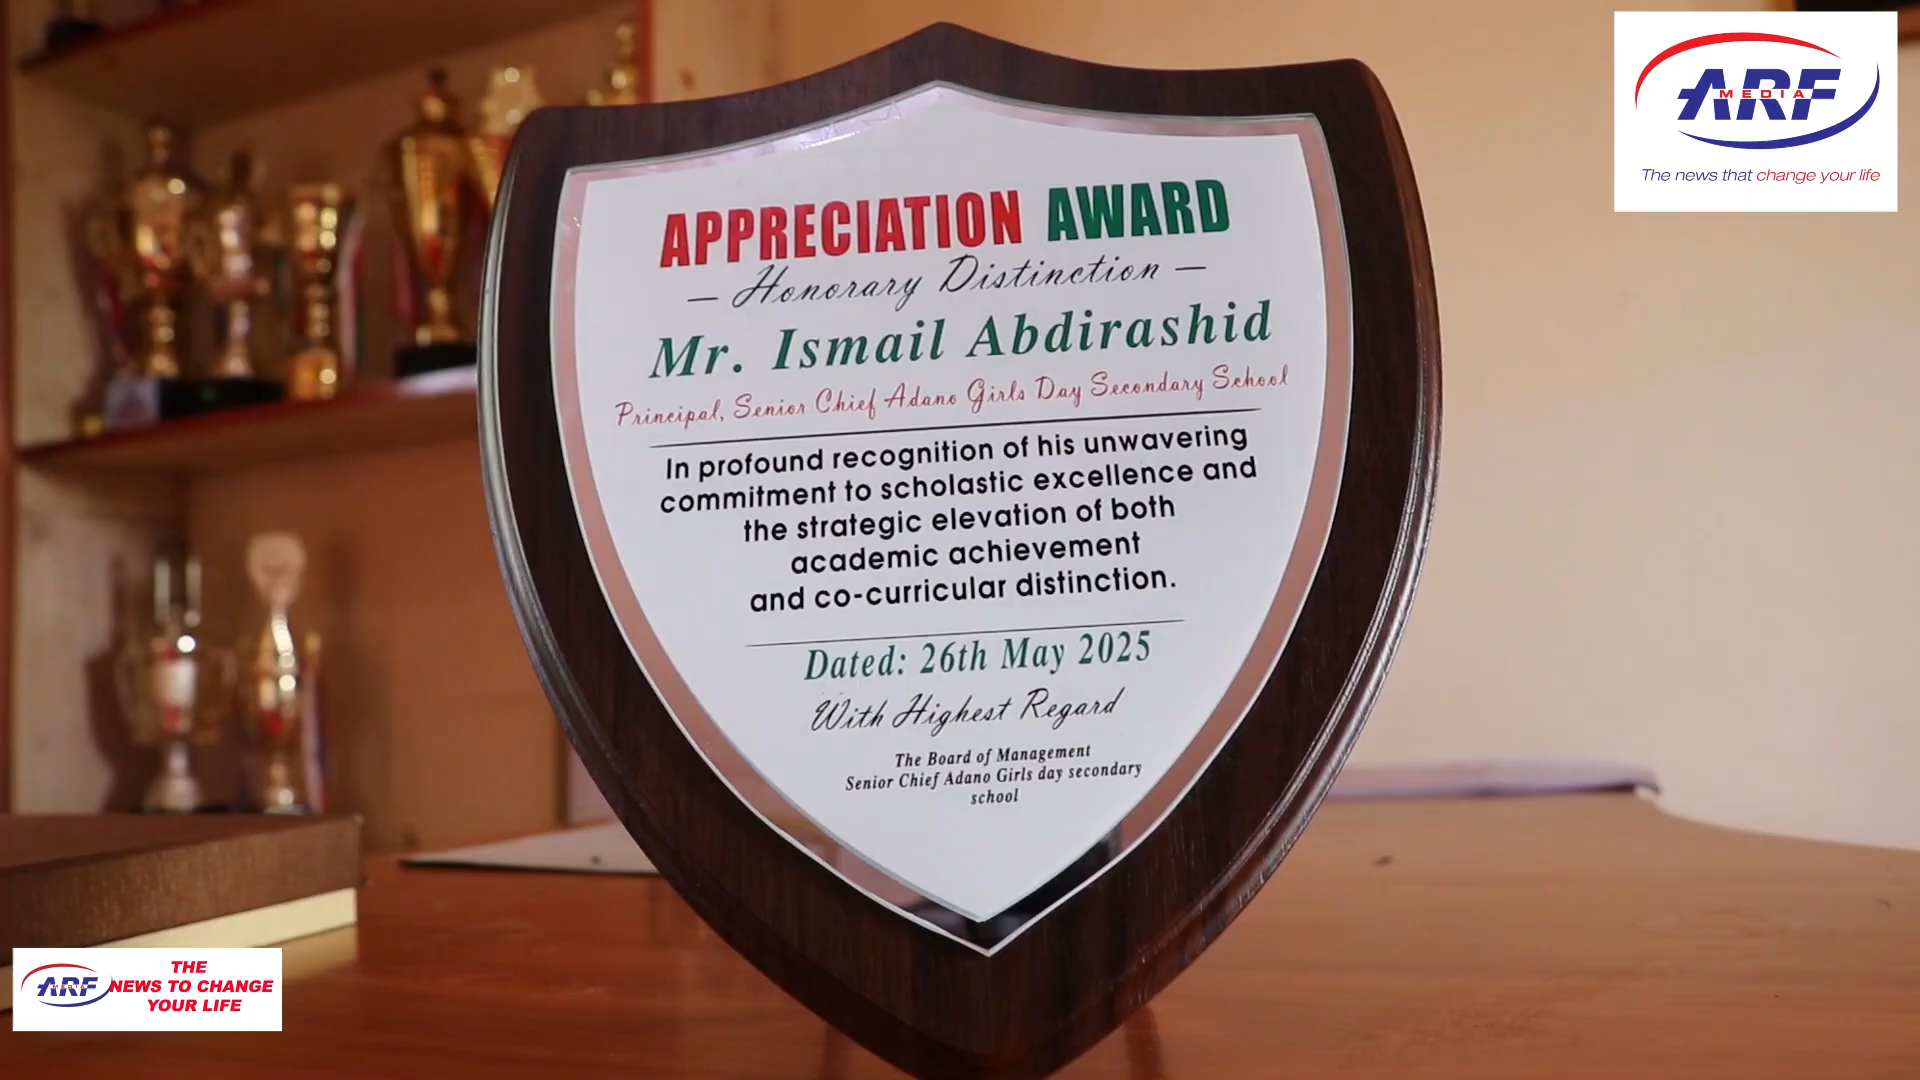 APPRECIATION AWARD
— Honorary Distinction —
Mr. Ismail Abdirashid
Principal, Senior Chief Adano Girls Day Secondary School
In profound recognition of his unwavering
commitment to scholastic excellence and
the strategic elevation of both
academic achievement
and co-curricular distinction.
Dated: 26th May 2025
With Highest Regard
The Board of Management
Senior Chief Adano Girls day secondary
school
ARF
MEDIA
The news that change your life
ARF
MEDIA
THE
NEWS TO CHANGE
YOUR LIFE